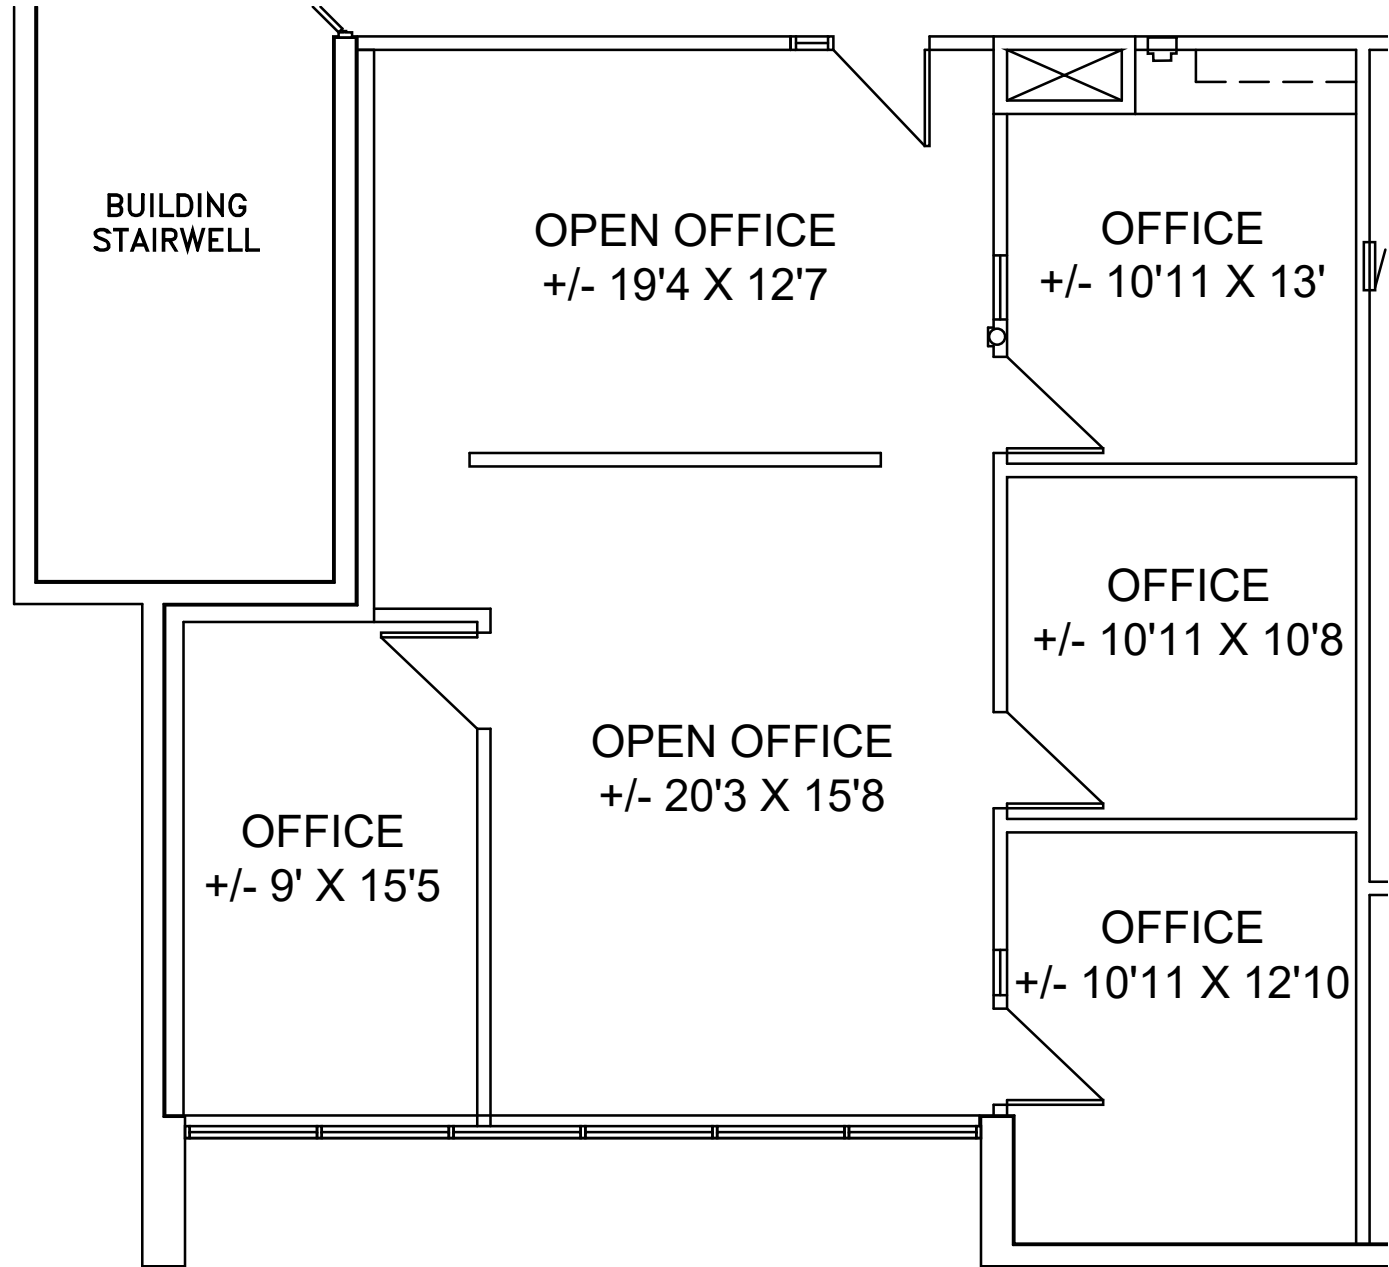 BUILDING
STAIRWELL
OPEN OFFICE
+/- 19'4 X 12'7
OFFICE
+/- 10'11 X 13'
OFFICE
+/- 10'11 X 10'8
OPEN OFFICE
+/- 20'3 X 15'8
OFFICE
+/- 9' X 15'5
OFFICE
+/- 10'11 X 12'10